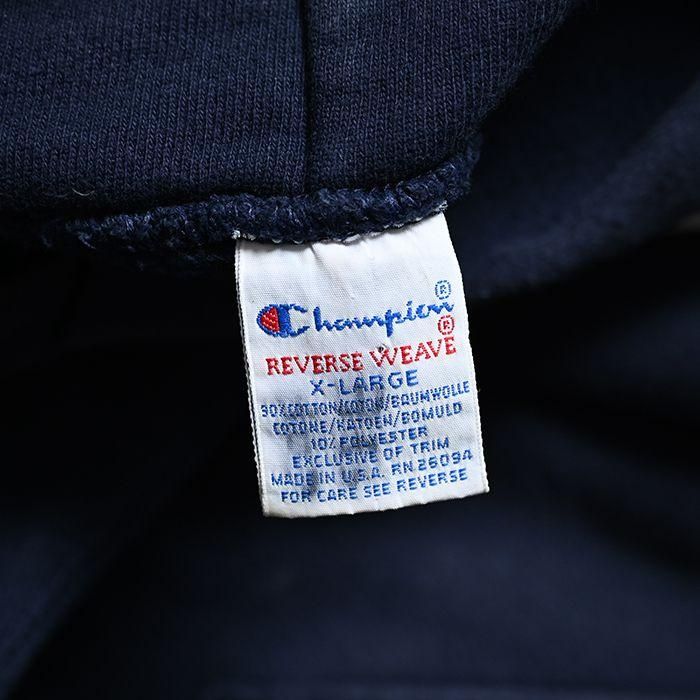 Champion®
REVERSE WEAVE®
X-LARGE
90% COTTON/COTON/BAUMWOLLE
COTONE/KATOEN/BOMULD
10% POLYESTER
EXCLUSIVE OF TRIM
MADE IN U.S.A. RN 26094
FOR CARE SEE REVERSE